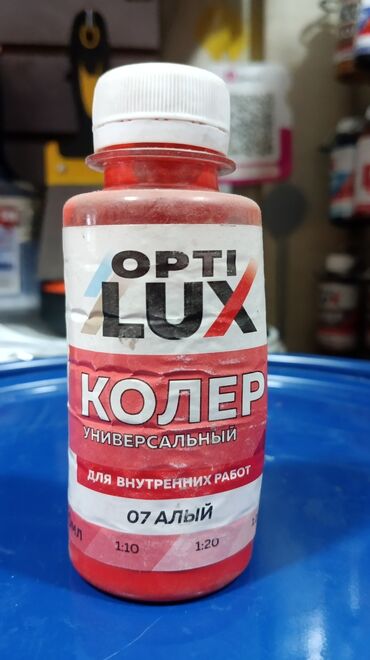 OPTI
LUX
КОЛЕР
УНИВЕРСАЛЬНЫЙ
ДЛЯ ВНУТРЕННИХ РАБОТ
07 АЛЫЙ
1:10 1:20